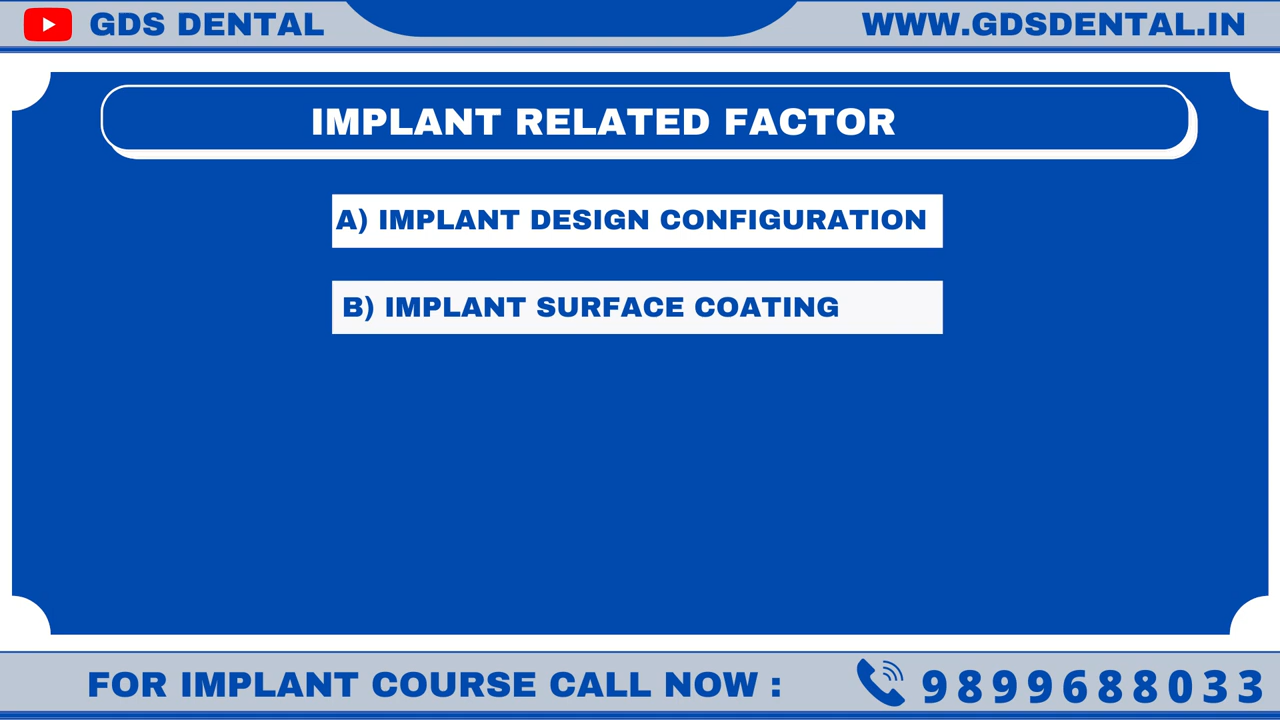 GDS DENTAL
WWW.GDSDENTAL.IN
IMPLANT RELATED FACTOR
A) IMPLANT DESIGN CONFIGURATION
B) IMPLANT SURFACE COATING
FOR IMPLANT COURSE CALL NOW :
9899688033